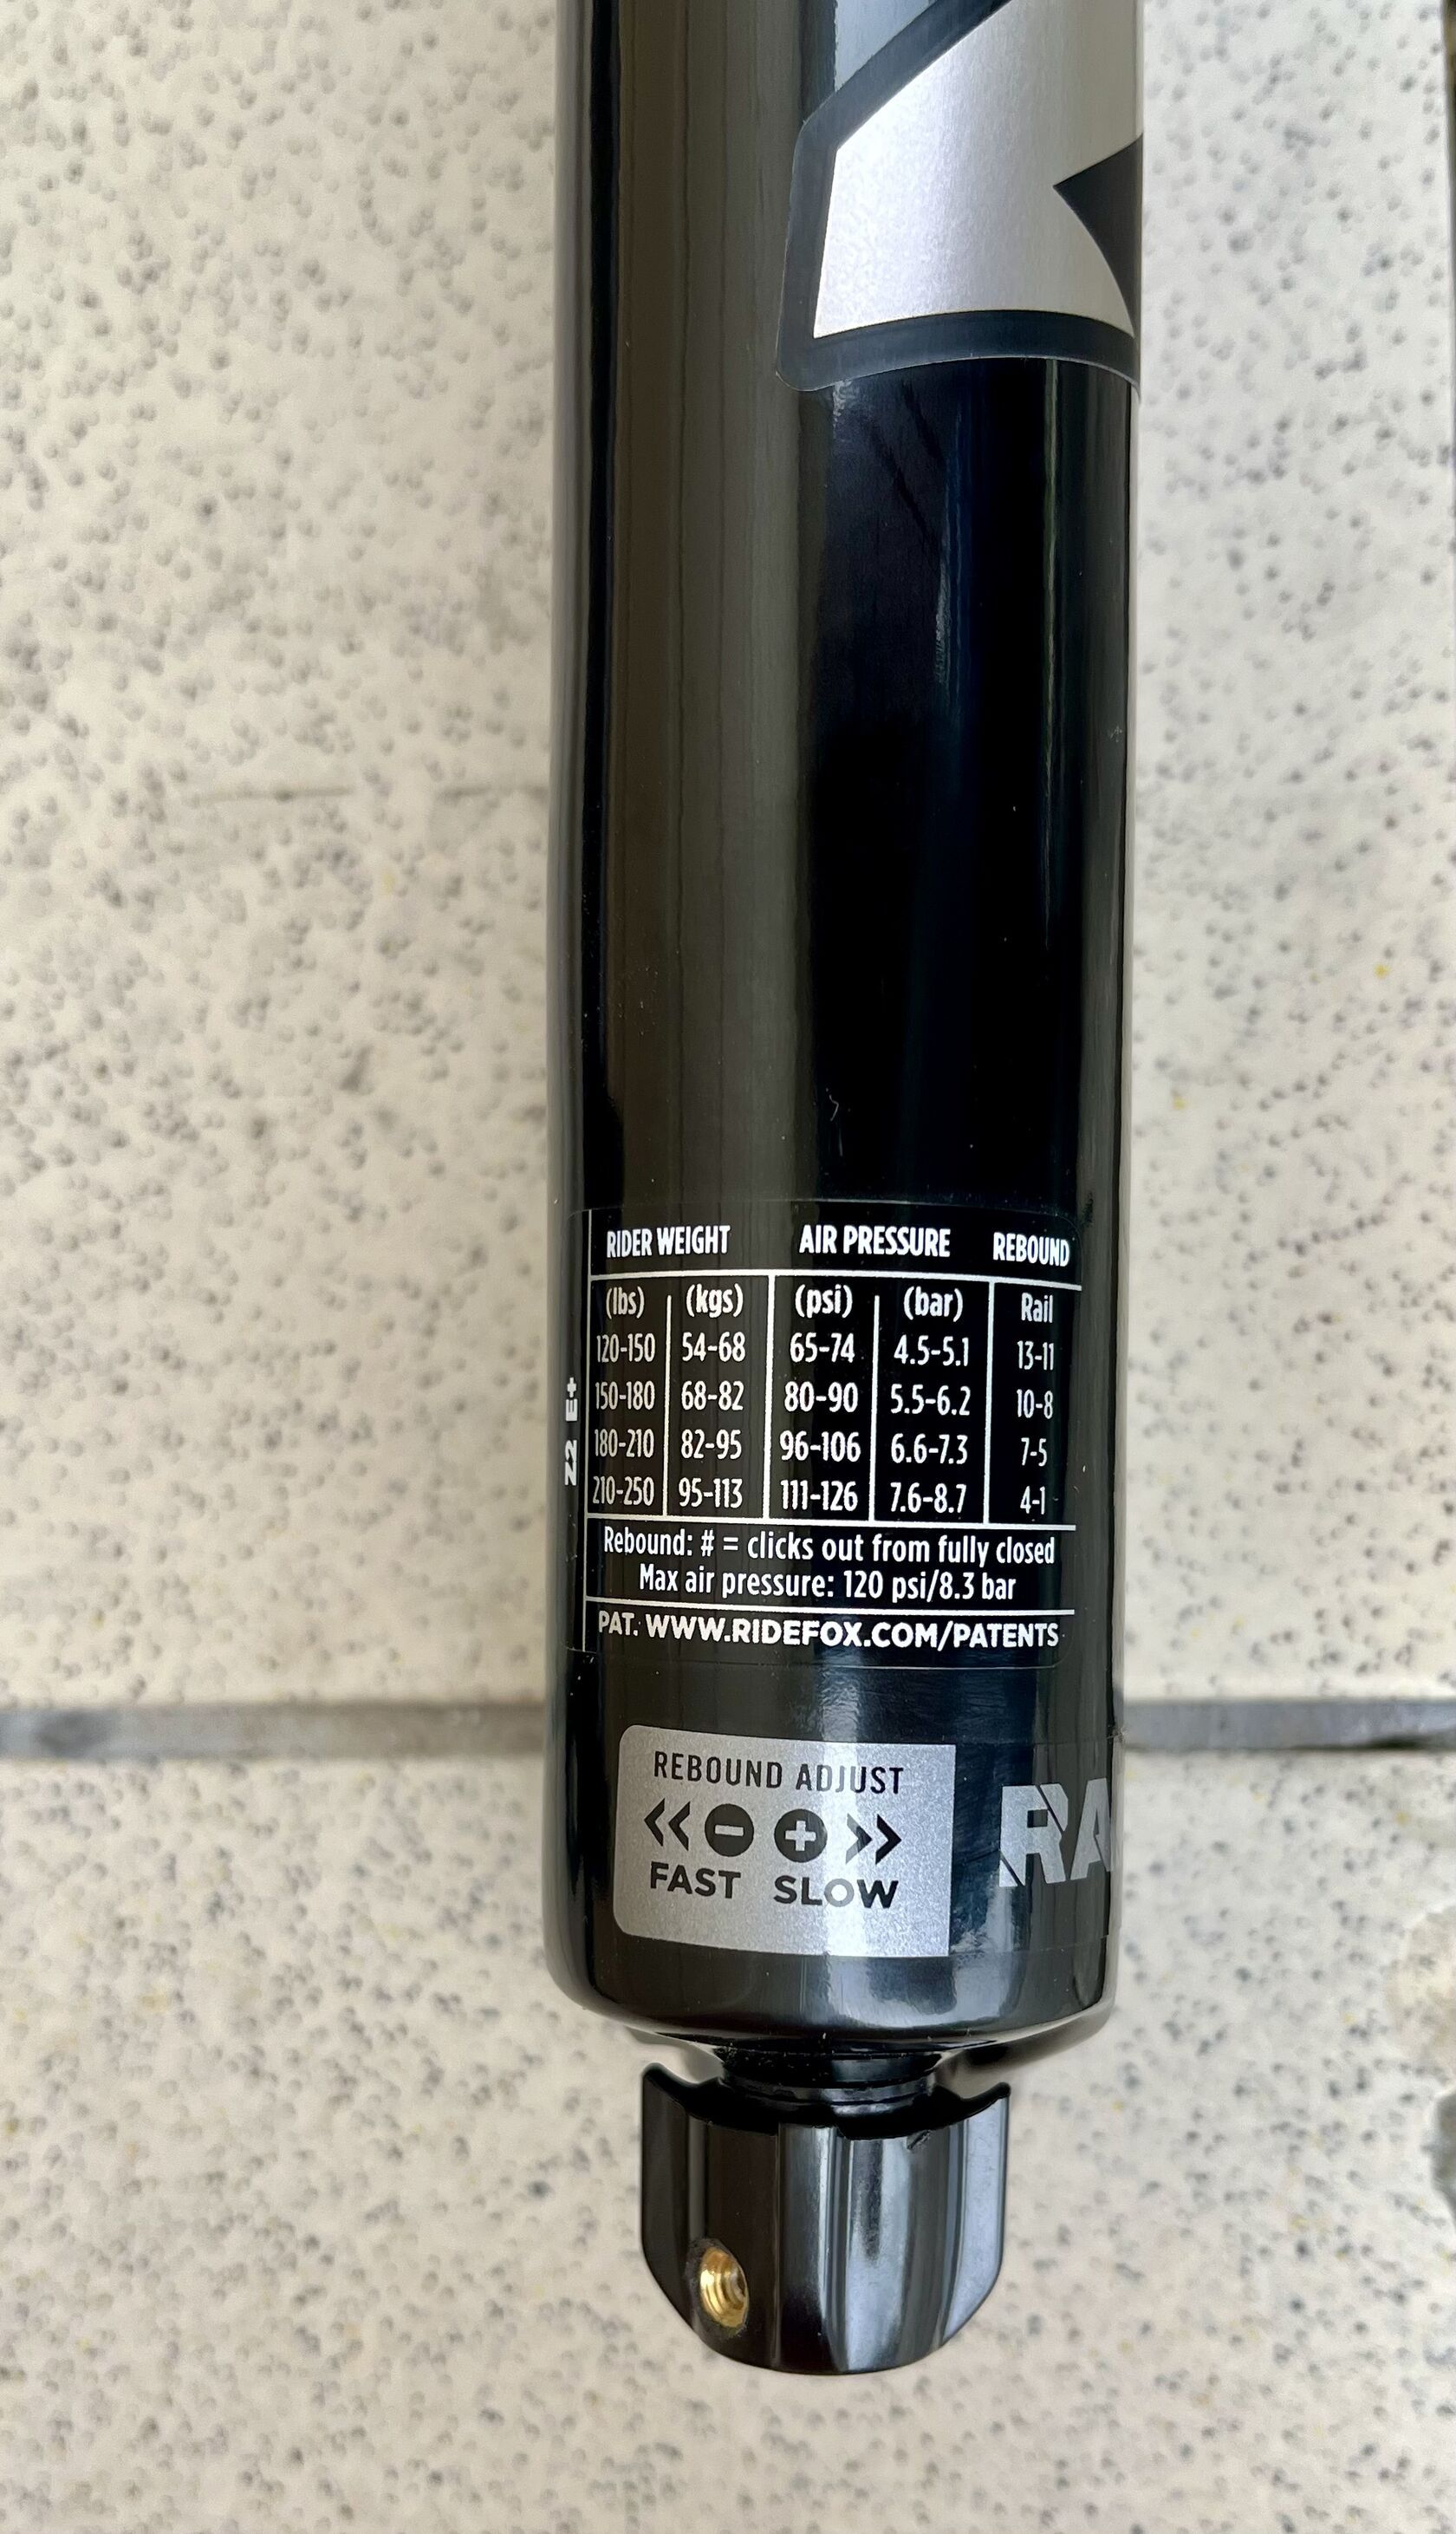 RIDER WEIGHT AIR PRESSURE REBOUND
(lbs) (kgs) (psi) (bar) Rail
120-150 54-68 65-74 4.5-5.1 13-11
150-180 68-82 80-90 5.5-6.2 10-8
180-210 82-95 96-106 6.6-7.3 7-5
210-250 95-113 111-126 7.6-8.7 4-1
Z2 E+
Rebound: # = clicks out from fully closed
Max air pressure: 120 psi/8.3 bar
PAT. WWW.RIDEFOX.COM/PATENTS
REBOUND ADJUST
<< − + >>
FAST SLOW
RA